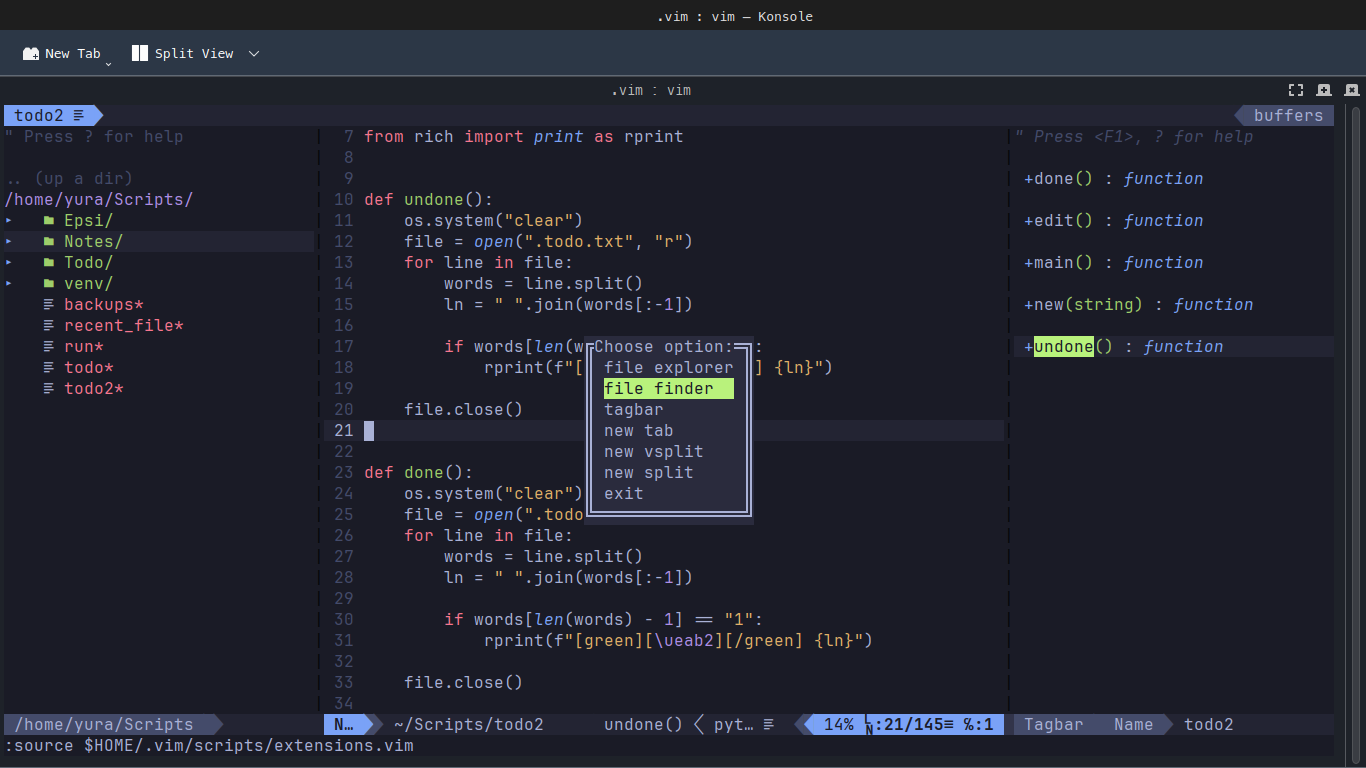 .vim : vim — Konsole
New Tab
Split View
.vim : vim
todo2
buffers
" Press ? for help
.. (up a dir)
/home/yura/Scripts/
▸ Epsi/
▸ Notes/
▸ Todo/
▸ venv/
backups*
recent_file*
run*
todo*
todo2*
7 from rich import print as rprint
8
9
10 def undone():
11     os.system("clear")
12     file = open(".todo.txt", "r")
13     for line in file:
14         words = line.split()
15         ln = " ".join(words[:-1])
16
17         if words[len(w
:
18             rprint(f"[
] {ln}")
19
20     file.close()
21
22
23 def done():
24     os.system("clear")
25     file = open(".todo
26     for line in file:
27         words = line.split()
28         ln = " ".join(words[:-1])
29
30         if words[len(words) - 1] == "1":
31             rprint(f"[green][\ueab2][/green] {ln}")
32
33     file.close()
34
Choose option:
file explorer
file finder
tagbar
new tab
new vsplit
new split
exit
" Press <F1>, ? for help
+done() : function
+edit() : function
+main() : function
+new(string) : function
+undone() : function
/home/yura/Scripts
N… ~/Scripts/todo2 undone() pyt… 14% :21/145≡ ℅:1
Tagbar Name todo2
:source $HOME/.vim/scripts/extensions.vim